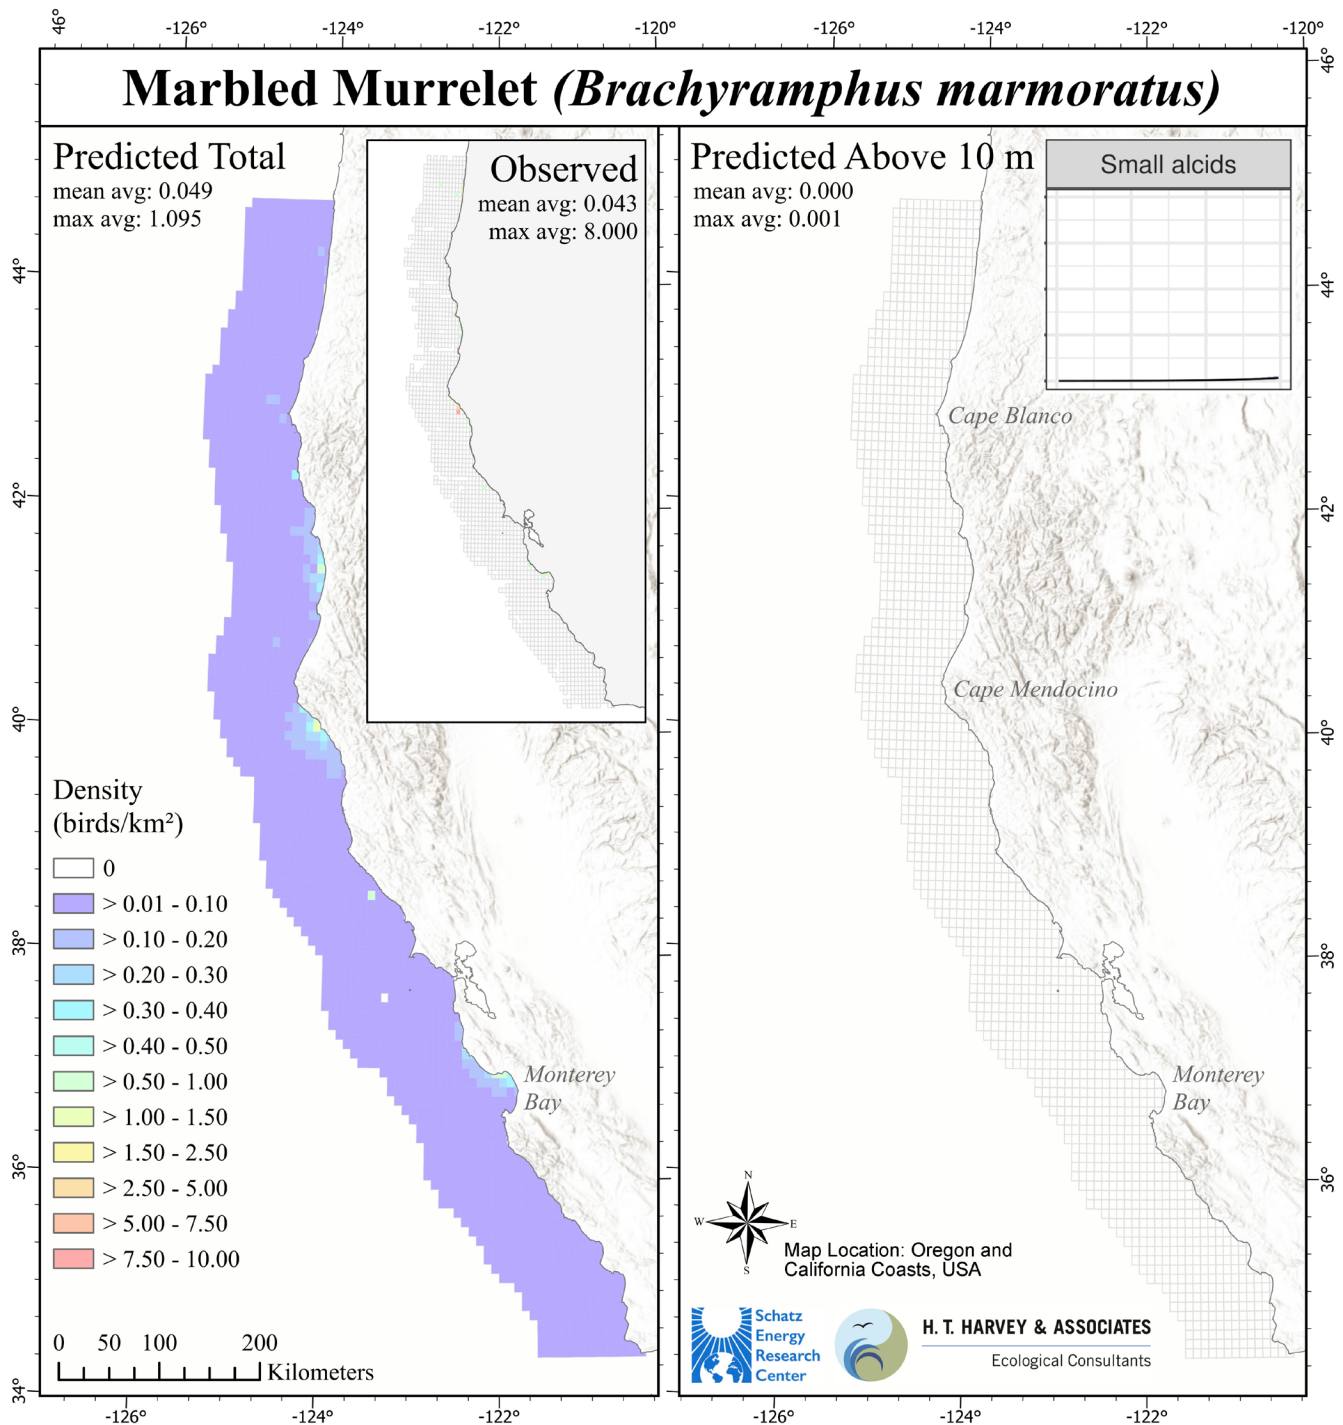 46° -126° -124° -122° -120° -126° -124° -122° -120° 46°
Marbled Murrelet (Brachyramphus marmoratus)
Predicted Total
mean avg: 0.049
max avg: 1.095
Observed
mean avg: 0.043
max avg: 8.000
Predicted Above 10 m
mean avg: 0.000
max avg: 0.001
Small alcids
44°
44°
Cape Blanco
42°
42°
Cape Mendocino
40°
40°
Density
(birds/km²)
0
> 0.01 - 0.10
> 0.10 - 0.20
> 0.20 - 0.30
> 0.30 - 0.40
> 0.40 - 0.50
> 0.50 - 1.00
> 1.00 - 1.50
> 1.50 - 2.50
> 2.50 - 5.00
> 5.00 - 7.50
> 7.50 - 10.00
38°
38°
Monterey
Bay
Monterey
Bay
36°
36°
N
W E
S
Map Location: Oregon and
California Coasts, USA
0 50 100 200
Kilometers
Schatz
Energy
Research
Center
H. T. HARVEY & ASSOCIATES
Ecological Consultants
34°
-126° -124° -122° -126° -124° -122°